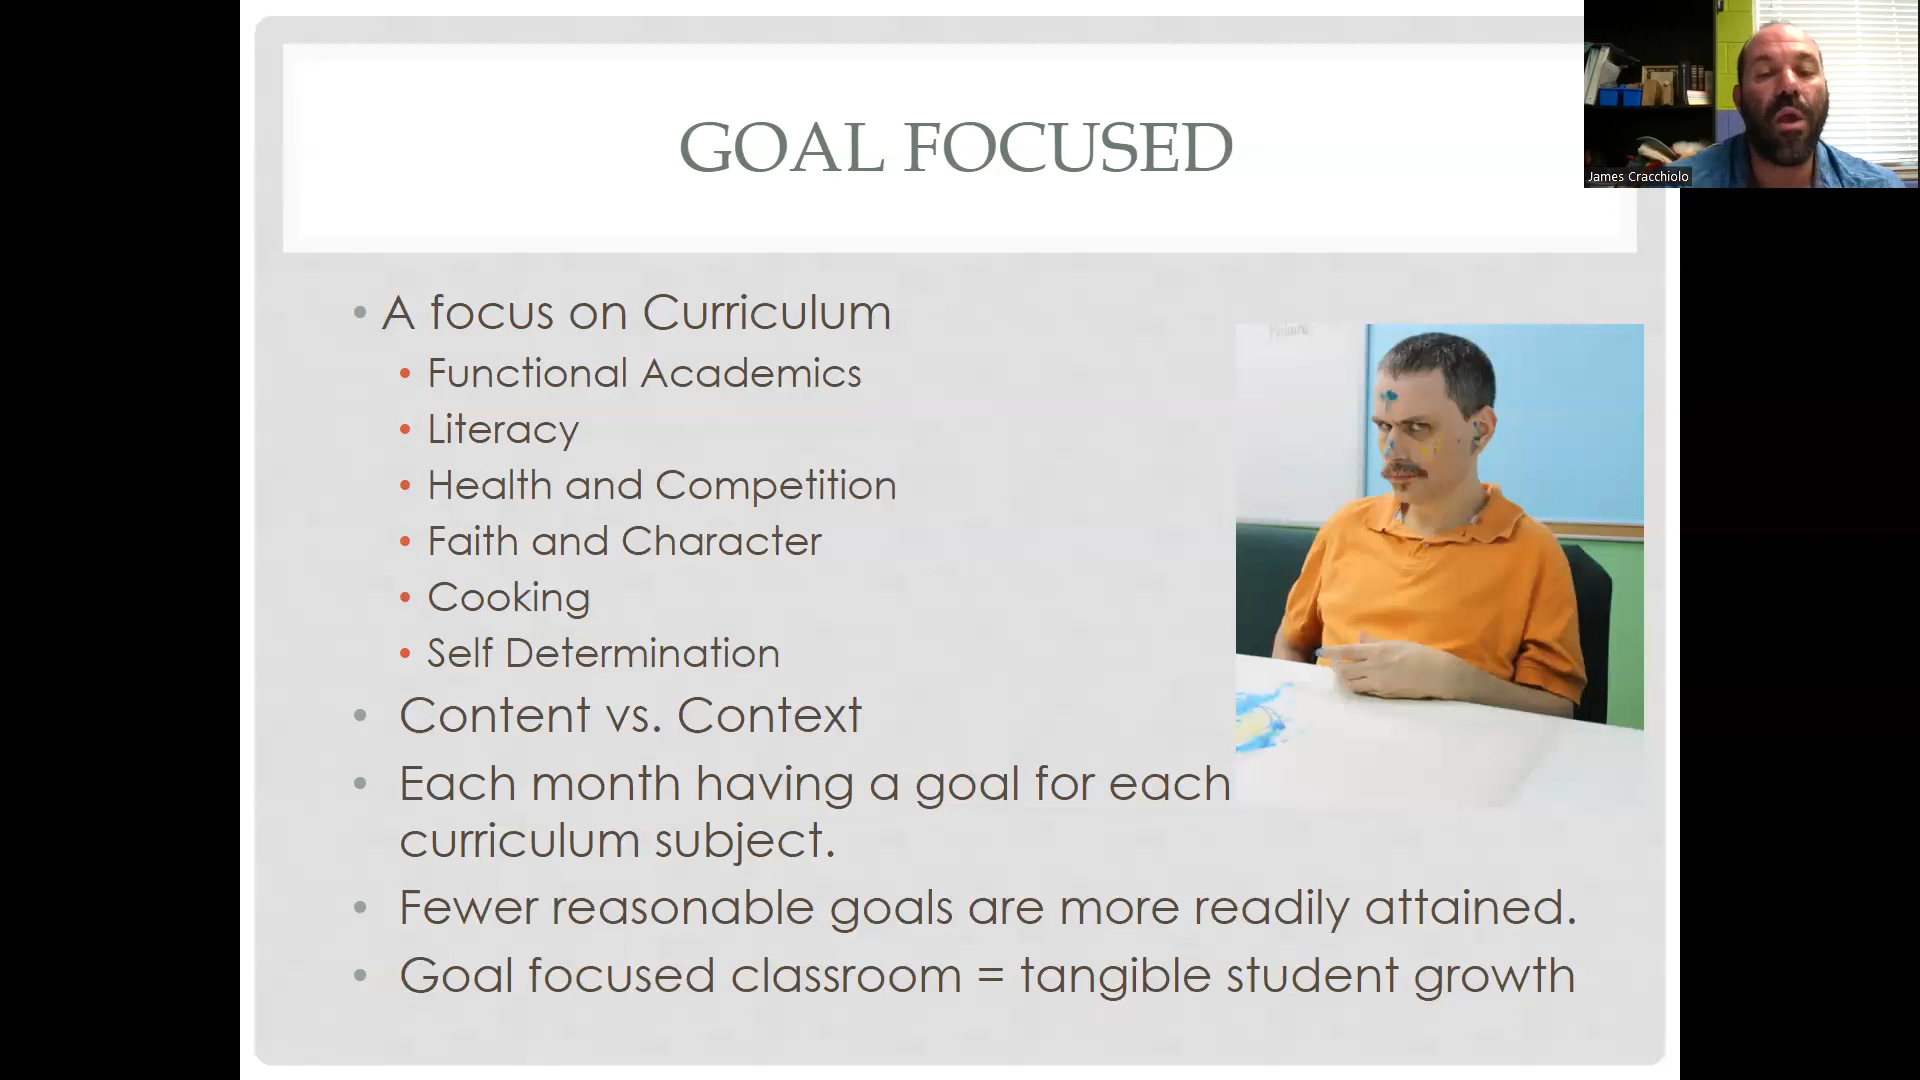 GOAL FOCUSED
James Cracchiolo
• A focus on Curriculum
• Functional Academics
• Literacy
• Health and Competition
• Faith and Character
• Cooking
• Self Determination
• Content vs. Context
• Each month having a goal for each
curriculum subject.
• Fewer reasonable goals are more readily attained.
• Goal focused classroom = tangible student growth